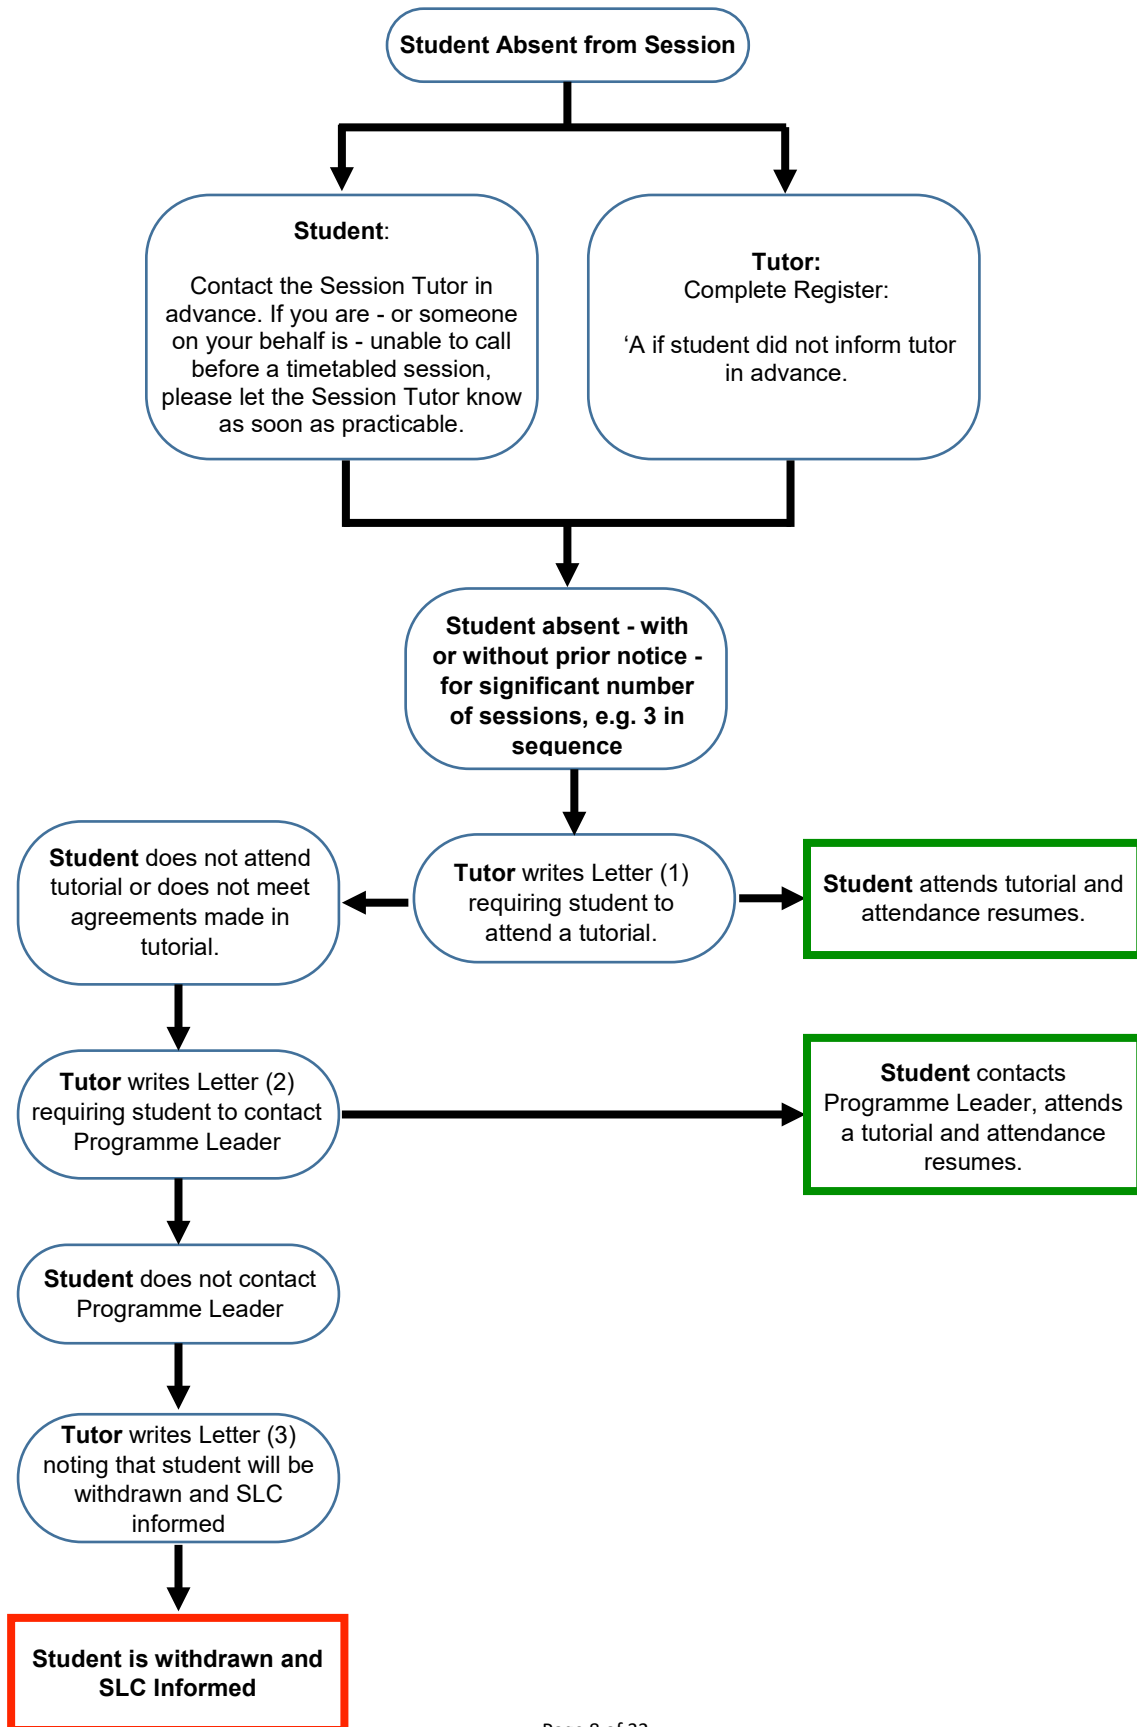 Student Absent from Session
Student:
Contact the Session Tutor in
advance. If you are - or someone
on your behalf is - unable to call
before a timetabled session,
please let the Session Tutor know
as soon as practicable.
Tutor:
Complete Register:
‘A if student did not inform tutor
in advance.
Student absent - with
or without prior notice -
for significant number
of sessions, e.g. 3 in
sequence
Student does not attend
tutorial or does not meet
agreements made in
tutorial.
Tutor writes Letter (1)
requiring student to
attend a tutorial.
Student attends tutorial and
attendance resumes.
Tutor writes Letter (2)
requiring student to contact
Programme Leader
Student contacts
Programme Leader, attends
a tutorial and attendance
resumes.
Student does not contact
Programme Leader
Tutor writes Letter (3)
noting that student will be
withdrawn and SLC
informed
Student is withdrawn and
SLC Informed
Page 8 of 22